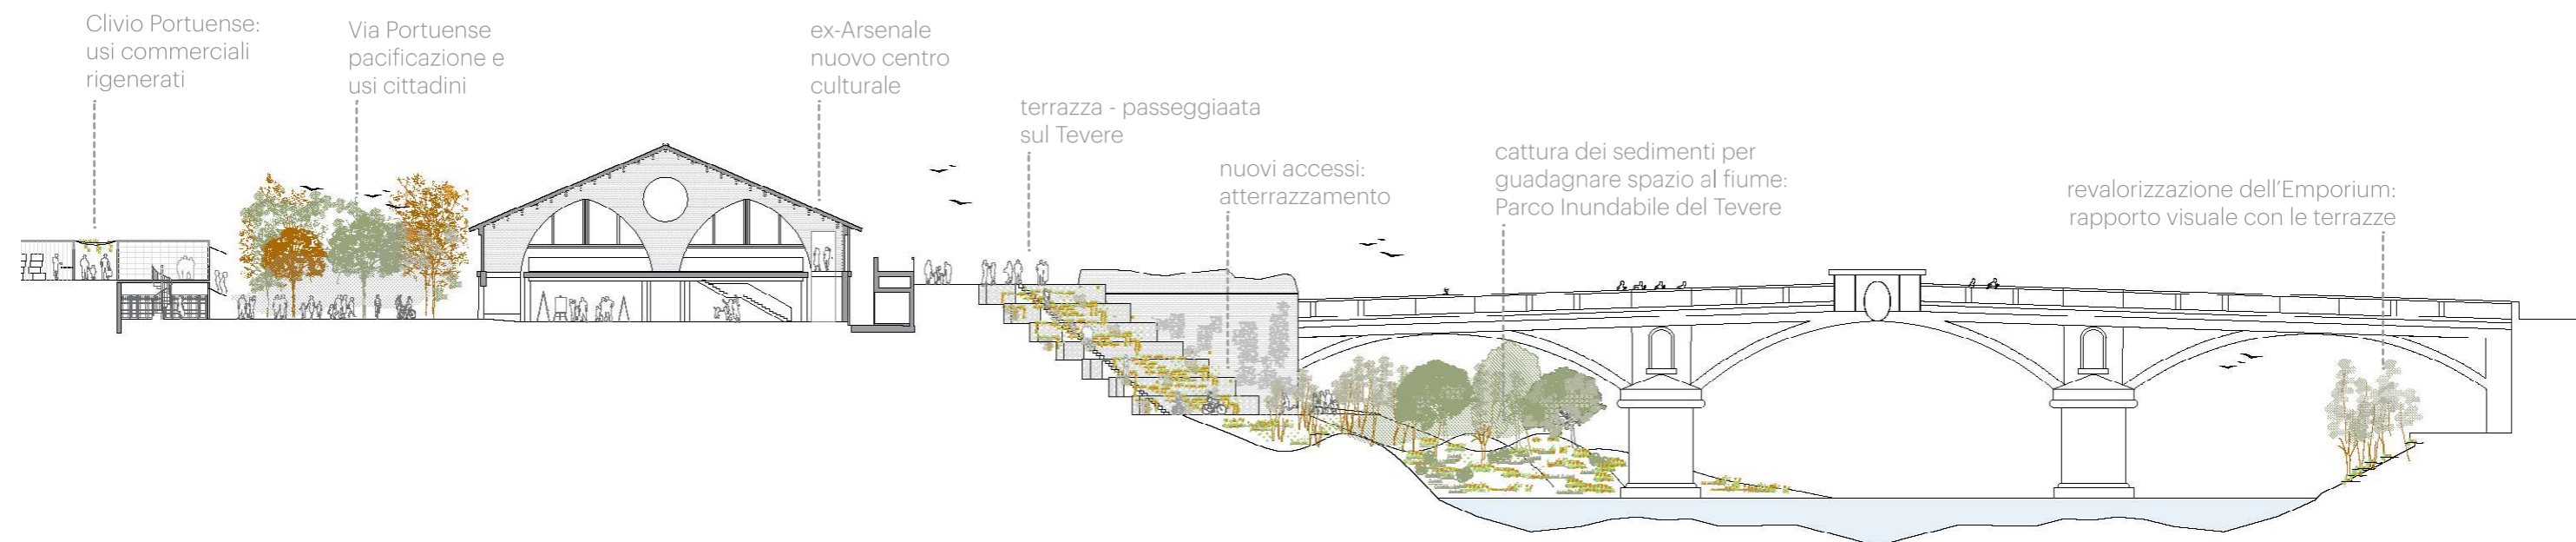 Clivio Portuense:
usi commerciali
rigenerati
Via Portuense
pacificazione e
usi cittadini
ex-Arsenale
nuovo centro
culturale
terrazza - passeggiaata
sul Tevere
nuovi accessi:
atterrazzamento
cattura dei sedimenti per
guadagnare spazio al fiume:
Parco Inundabile del Tevere
revalorizzazione dell'Emporium:
rapporto visuale con le terrazze